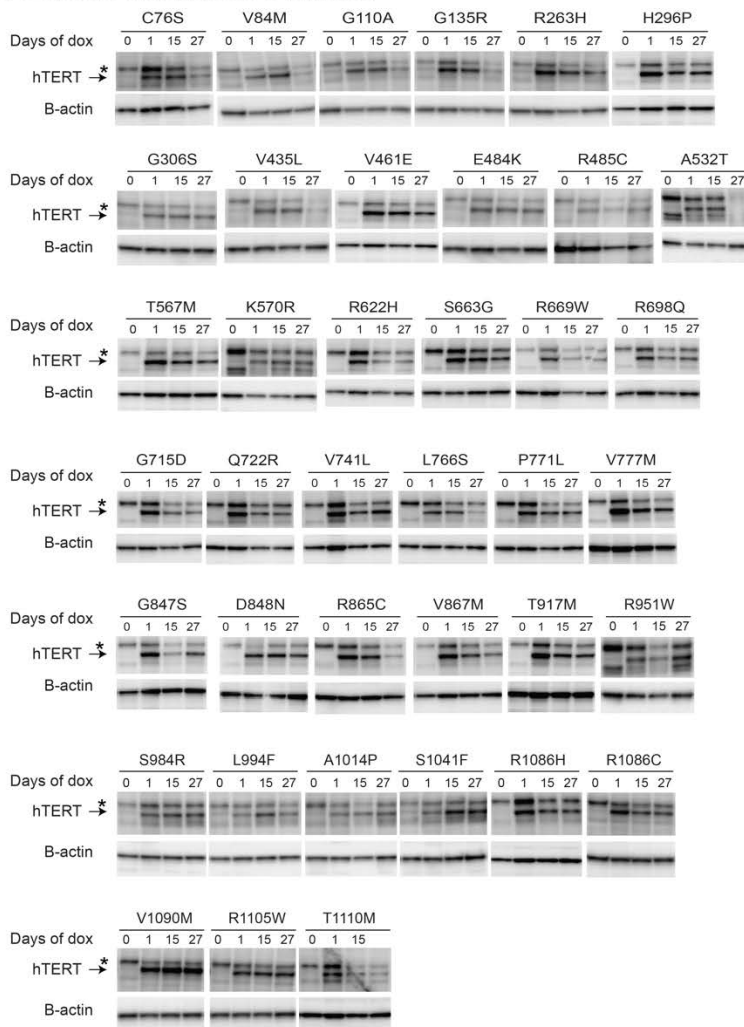 C76S V84M G110A G135R R263H H296P
Days of dox 0 1 15 27 0 1 15 27 0 1 15 27 0 1 15 27 0 1 15 27 0 1 15 27
*
hTERT →
B-actin
G306S V435L V461E E484K R485C A532T
Days of dox 0 1 15 27 0 1 15 27 0 1 15 27 0 1 15 27 0 1 15 27 0 1 15 27
*
hTERT →
B-actin
T567M K570R R622H S663G R669W R698Q
Days of dox 0 1 15 27 0 1 15 27 0 1 15 27 0 1 15 27 0 1 15 27 0 1 15 27
*
hTERT →
B-actin
G715D Q722R V741L L766S P771L V777M
Days of dox 0 1 15 27 0 1 15 27 0 1 15 27 0 1 15 27 0 1 15 27 0 1 15 27
*
hTERT →
B-actin
G847S D848N R865C V867M T917M R951W
Days of dox 0 1 15 27 0 1 15 27 0 1 15 27 0 1 15 27 0 1 15 27 0 1 15 27
*
hTERT →
B-actin
S984R L994F A1014P S1041F R1086H R1086C
Days of dox 0 1 15 27 0 1 15 27 0 1 15 27 0 1 15 27 0 1 15 27 0 1 15 27
*
hTERT →
B-actin
V1090M R1105W T1110M
Days of dox 0 1 15 27 0 1 15 27 0 1 15
*
hTERT →
B-actin